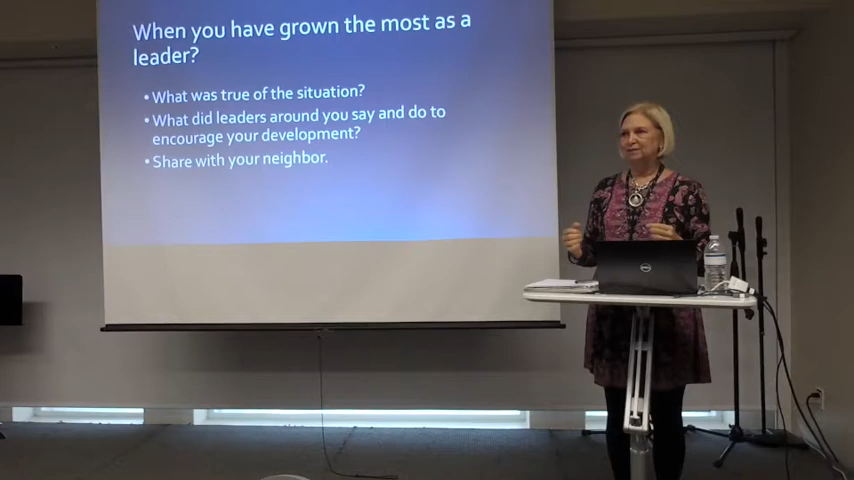 When you have grown the most as a
leader?
• What was true of the situation?
• What did leaders around you say and do to
encourage your development?
• Share with your neighbor.
DELL